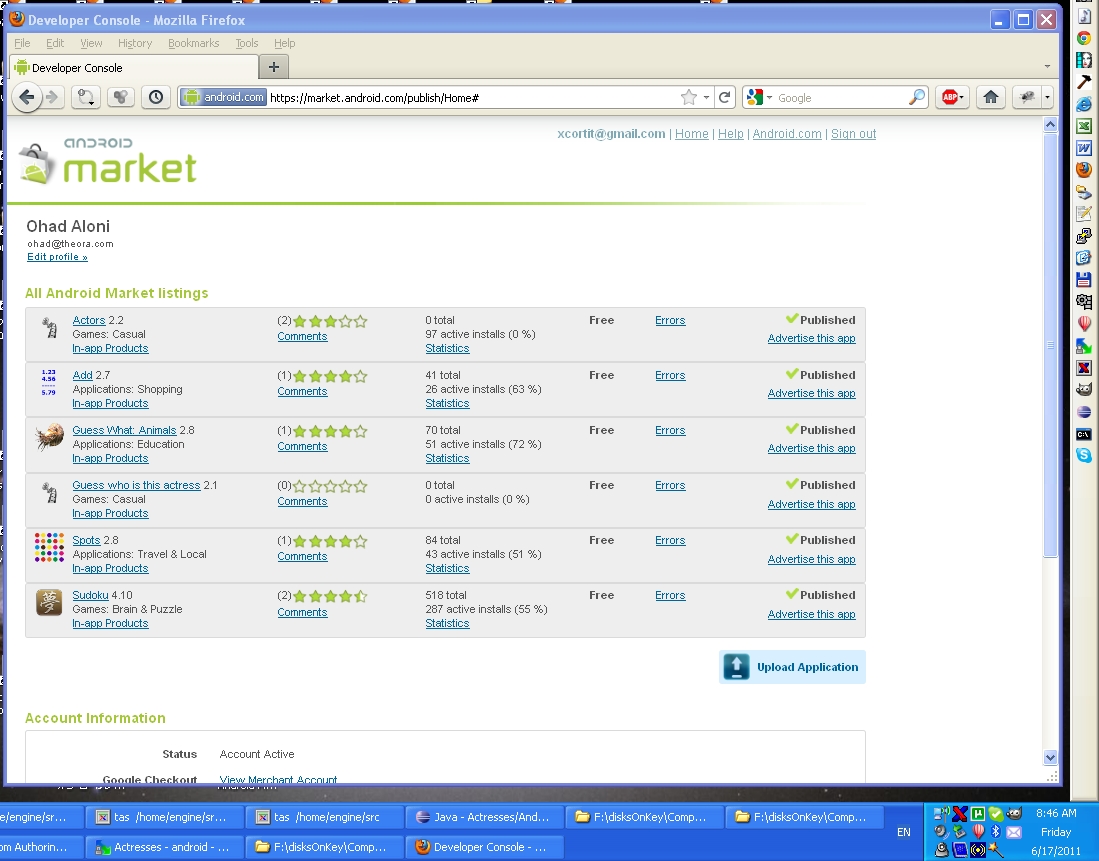 Developer Console - Mozilla Firefox
File Edit View History Bookmarks Tools Help
Developer Console
android.com https://market.android.com/publish/Home# Google ABP
xcortit@gmail.com | Home | Help | Android.com | Sign out
ANDROID
market
Ohad Aloni
ohad@theora.com
Edit profile »
All Android Market listings
Actors 2.2 (2) 0 total Free Errors Published
Games: Casual Comments 97 active installs (0 %) Advertise this app
In-app Products Statistics
1.23
4.56
5.79
Add 2.7 (1) 41 total Free Errors Published
Applications: Shopping Comments 26 active installs (63 %) Advertise this app
In-app Products Statistics
Guess What: Animals 2.8 (1) 70 total Free Errors Published
Applications: Education Comments 51 active installs (72 %) Advertise this app
In-app Products Statistics
Guess who is this actress 2.1 (0) 0 total Free Errors Published
Games: Casual Comments 0 active installs (0 %) Advertise this app
In-app Products
Spots 2.8 (1) 84 total Free Errors Published
Applications: Travel & Local Comments 43 active installs (51 %) Advertise this app
In-app Products Statistics
夢
Sudoku 4.10 (2) 518 total Free Errors Published
Games: Brain & Puzzle Comments 287 active installs (55 %) Advertise this app
In-app Products Statistics
Upload Application
Account Information
Status Account Active
Google Checkout View Merchant Account
e/engine/sr... tas /home/engine/sr... tas /home/engine/src Java - Actresses/And... F:\disksOnKey\Comp... F:\disksOnKey\Comp...
om Authorin... Actresses - android - ... F:\disksOnKey\Comp... Developer Console - ...
EN
8:46 AM
Friday
6/17/2011